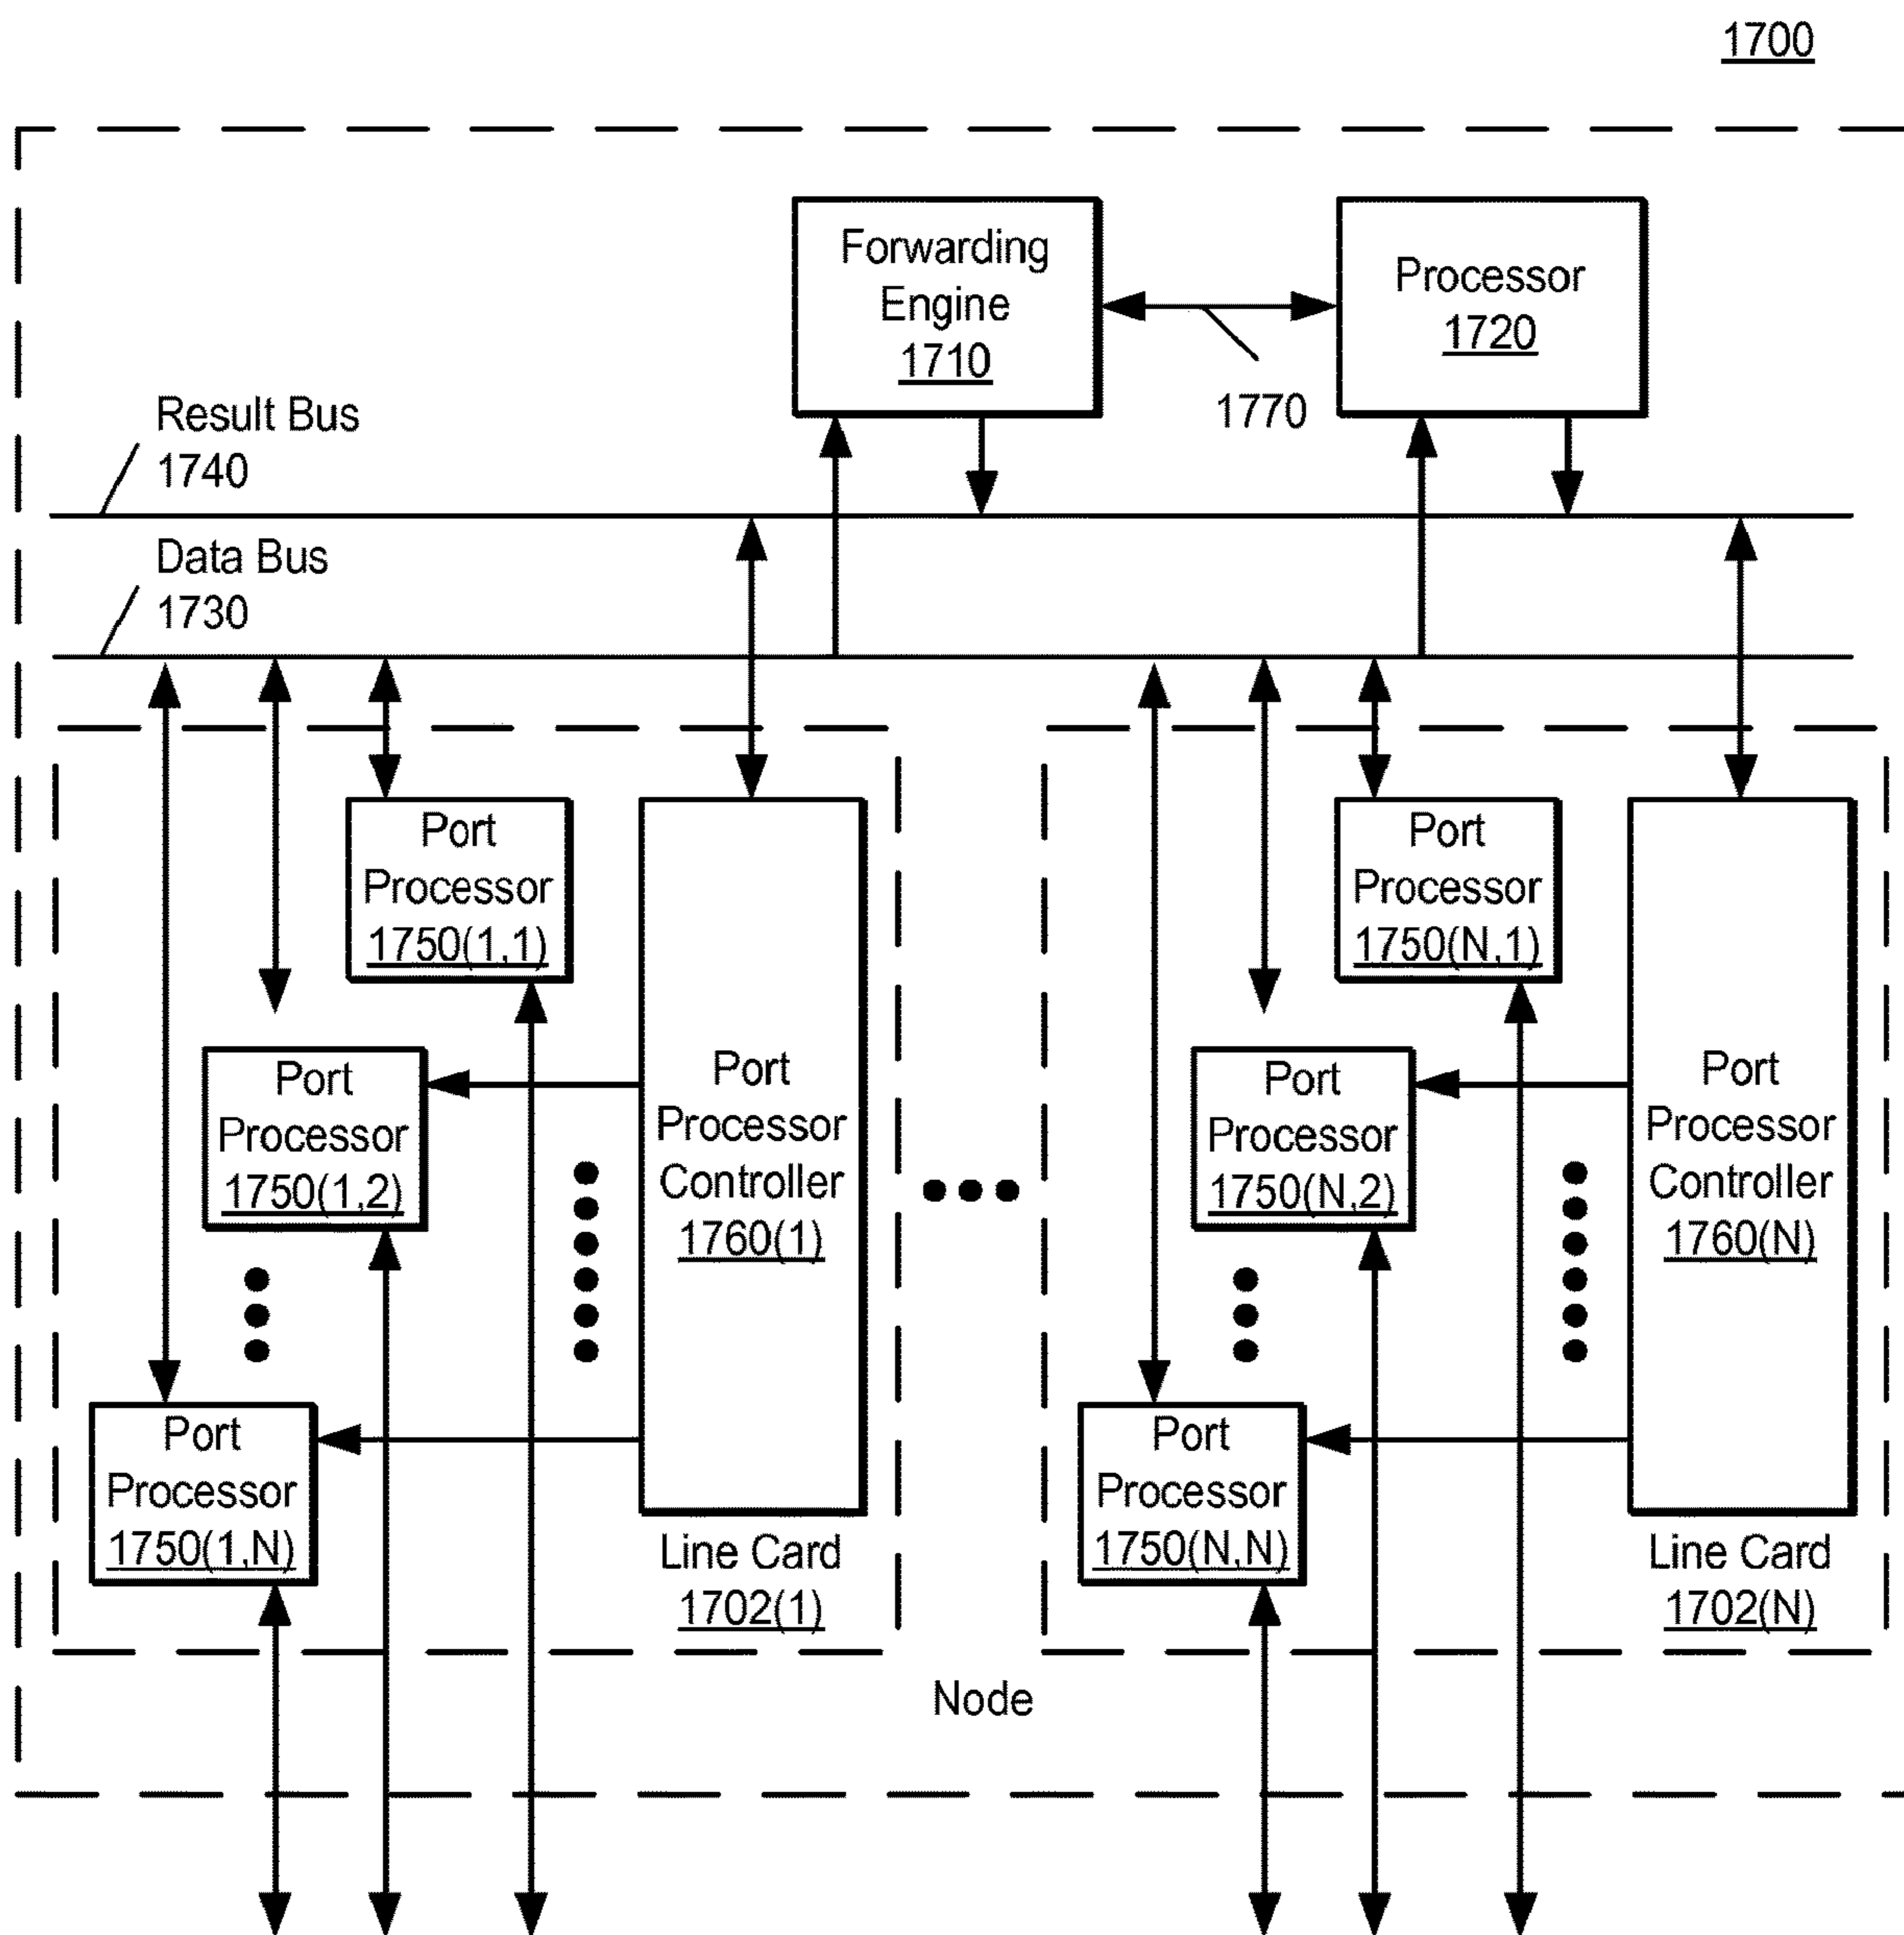 1700
Forwarding
Engine
1710
Processor
1720
1770
Result Bus
1740
Data Bus
1730
Port
Processor
1750(1,1)
Port
Processor
1750(1,2)
Port
Processor
1750(1,N)
Port
Processor
Controller
1760(1)
Line Card
1702(1)
Port
Processor
1750(N,1)
Port
Processor
1750(N,2)
Port
Processor
1750(N,N)
Port
Processor
Controller
1760(N)
Line Card
1702(N)
Node